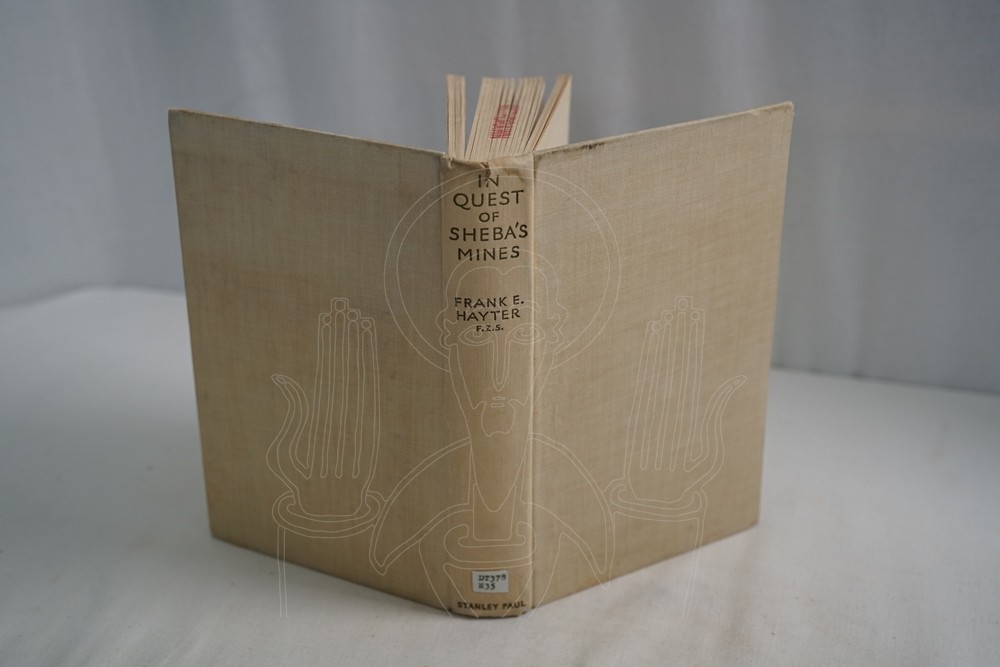 IN
QUEST
OF
SHEBA'S
MINES
FRANK E.
HAYTER
F.Z.S.
DT378
H35
STANLEY PAUL